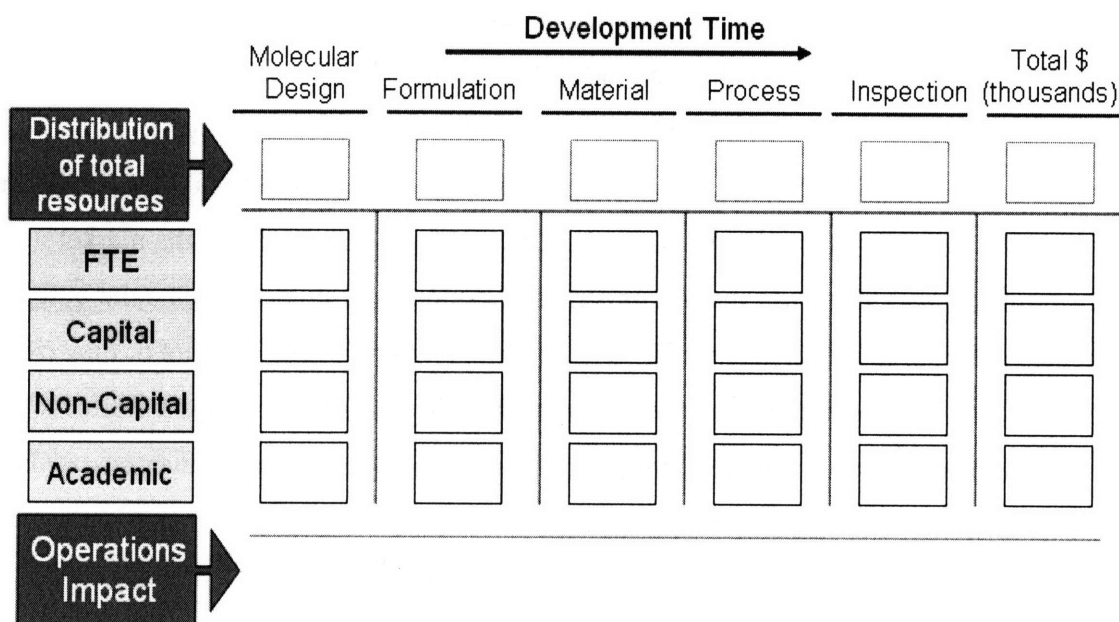 Development Time
Molecular
Design
Formulation
Material
Process
Inspection
Total $
(thousands)
Distribution
of total
resources
FTE
Capital
Non-Capital
Academic
Operations
Impact